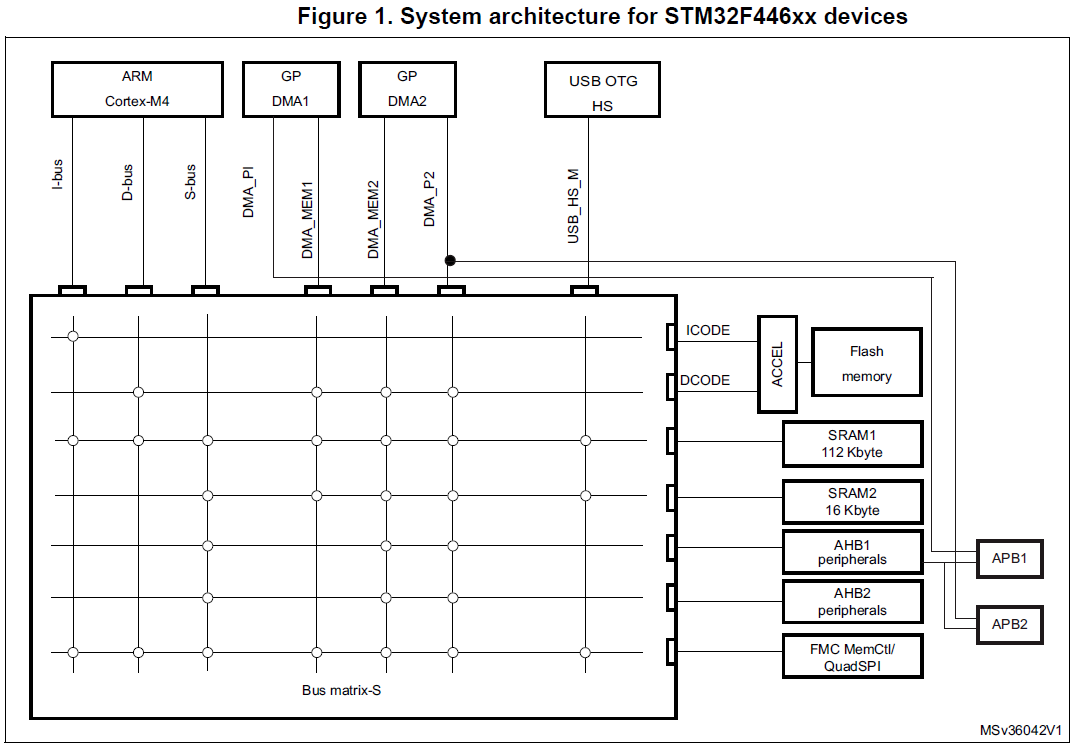 Figure 1. System architecture for STM32F446xx devices
ARM
Cortex-M4
GP
DMA1
GP
DMA2
USB OTG
HS
I-bus
D-bus
S-bus
DMA_PI
DMA_MEM1
DMA_MEM2
DMA_P2
USB_HS_M
ICODE
DCODE
ACCEL
Flash
memory
SRAM1
112 Kbyte
SRAM2
16 Kbyte
AHB1
peripherals
APB1
AHB2
peripherals
APB2
FMC MemCtl/
QuadSPI
Bus matrix-S
MSv36042V1